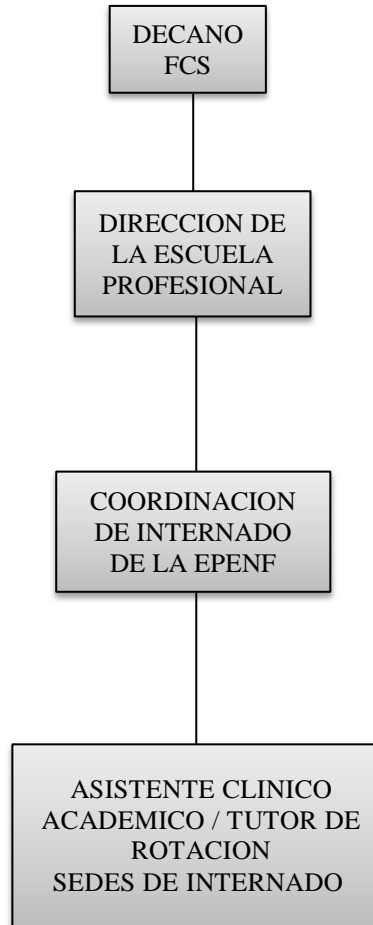 DECANO
FCS
DIRECCION DE
LA ESCUELA
PROFESIONAL
COORDINACION
DE INTERNADO
DE LA EPENF
ASISTENTE CLINICO
ACADEMICO / TUTOR DE
ROTACION
SEDES DE INTERNADO